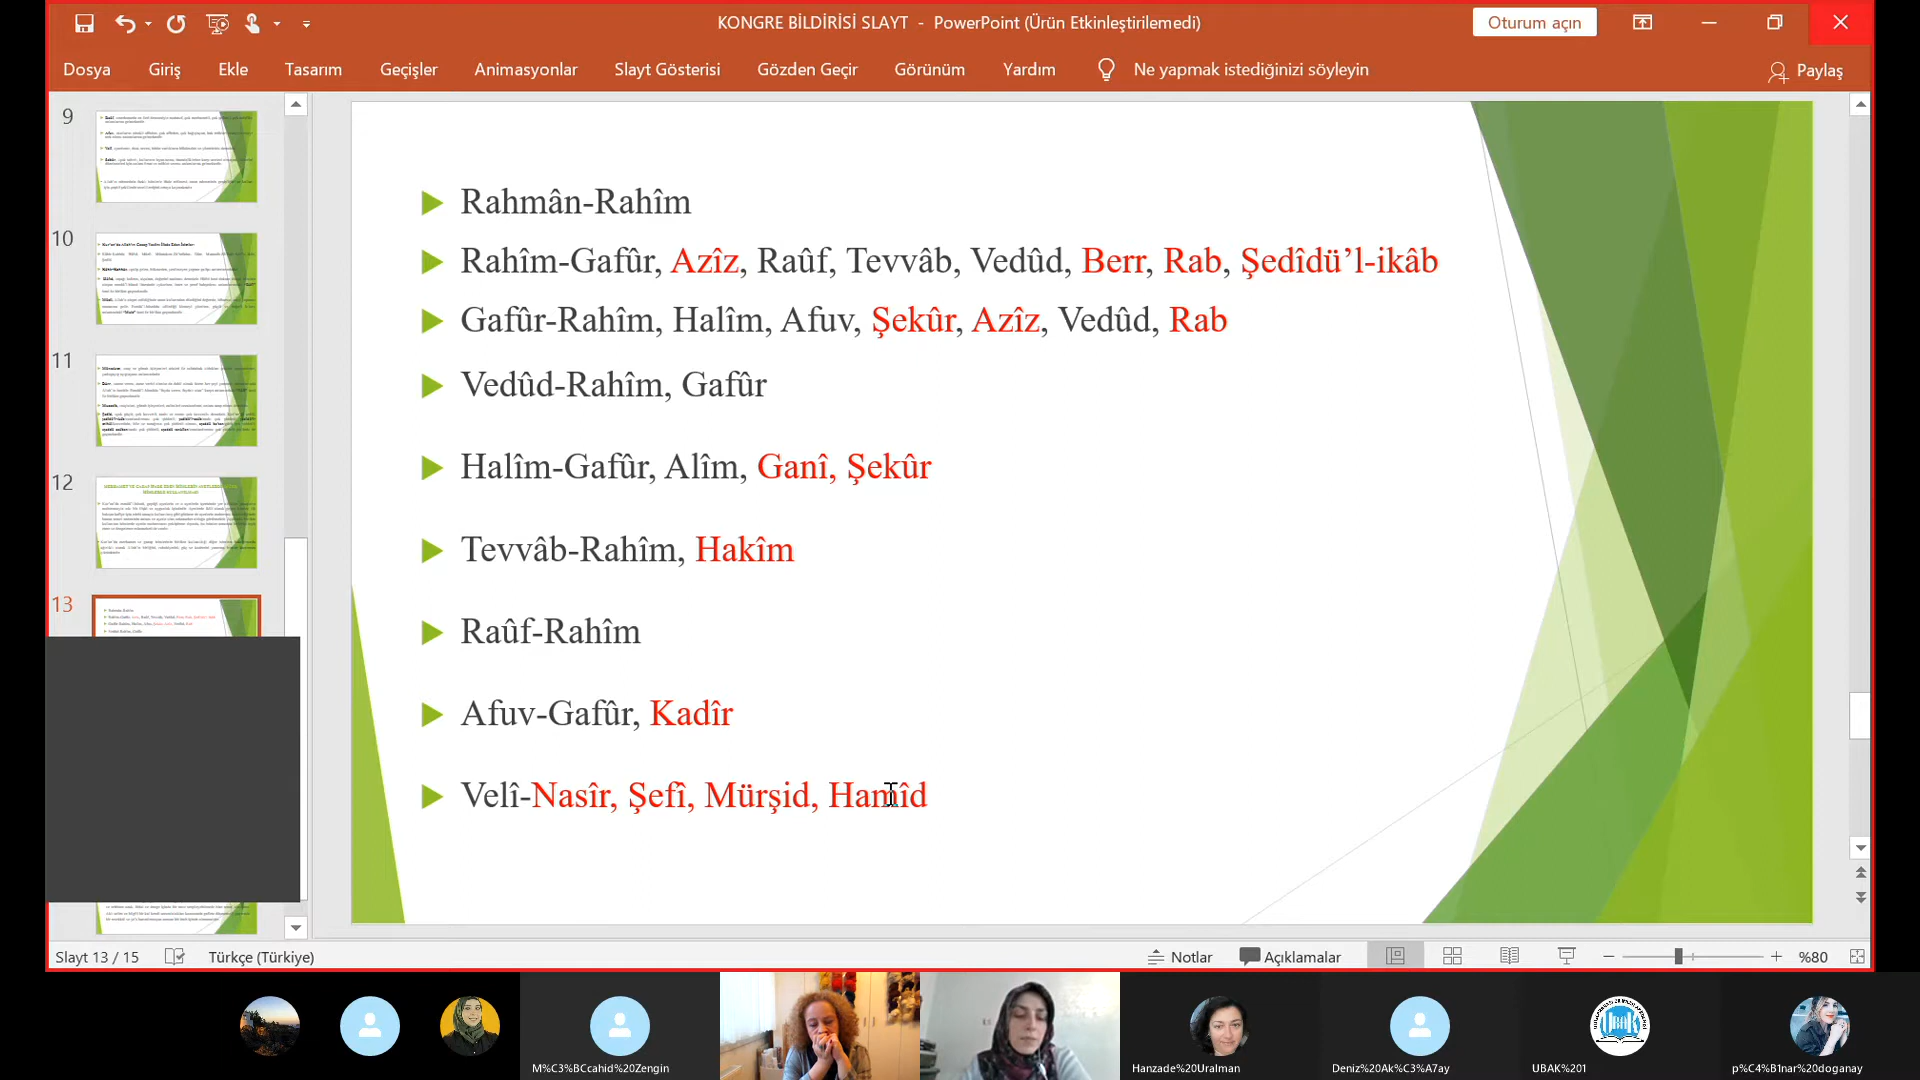 KONGRE BİLDİRİSİ SLAYT - PowerPoint (Ürün Etkinleştirilemedi)
Oturum açın
Dosya Giriş Ekle Tasarım Geçişler Animasyonlar Slayt Gösterisi Gözden Geçir Görünüm Yardım Ne yapmak istediğinizi söyleyin Paylaş
9
10
11
12
13
Rahmân-Rahîm
Rahîm-Gafûr, Azîz, Raûf, Tevvâb, Vedûd, Berr, Rab, Şedîdü’l-ikâb
Gafûr-Rahîm, Halîm, Afuv, Şekûr, Azîz, Vedûd, Rab
Vedûd-Rahîm, Gafûr
Halîm-Gafûr, Alîm, Ganî, Şekûr
Tevvâb-Rahîm, Hakîm
Raûf-Rahîm
Afuv-Gafûr, Kadîr
Velî-Nasîr, Şefî, Mürşid, Hamîd
Slayt 13 / 15 Türkçe (Türkiye) Notlar Açıklamalar %80
M%C3%BCcahid%20Zengin
Hanzade%20Uralman
Deniz%20Ak%C3%A7ay
UBAK
UBAK%201
p%C4%B1nar%20doganay